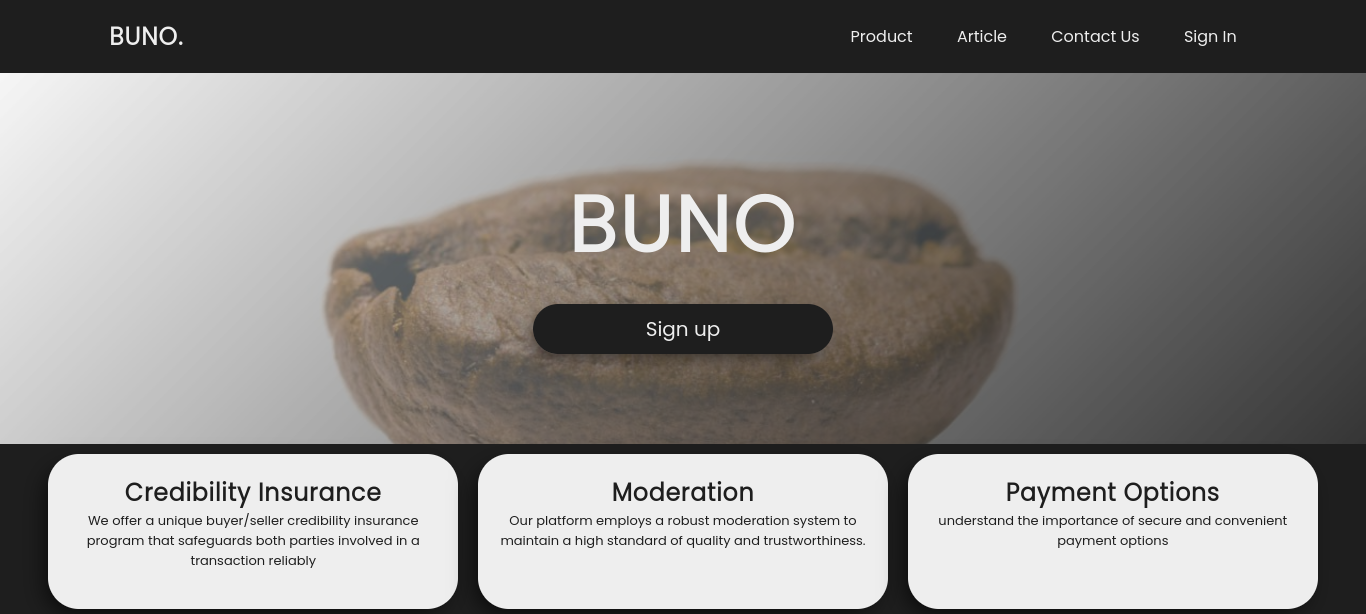 BUNO.
Product Article Contact Us Sign In
BUNO
Sign up
Credibility Insurance
We offer a unique buyer/seller credibility insurance
program that safeguards both parties involved in a
transaction reliably
Moderation
Our platform employs a robust moderation system to
maintain a high standard of quality and trustworthiness.
Payment Options
understand the importance of secure and convenient
payment options